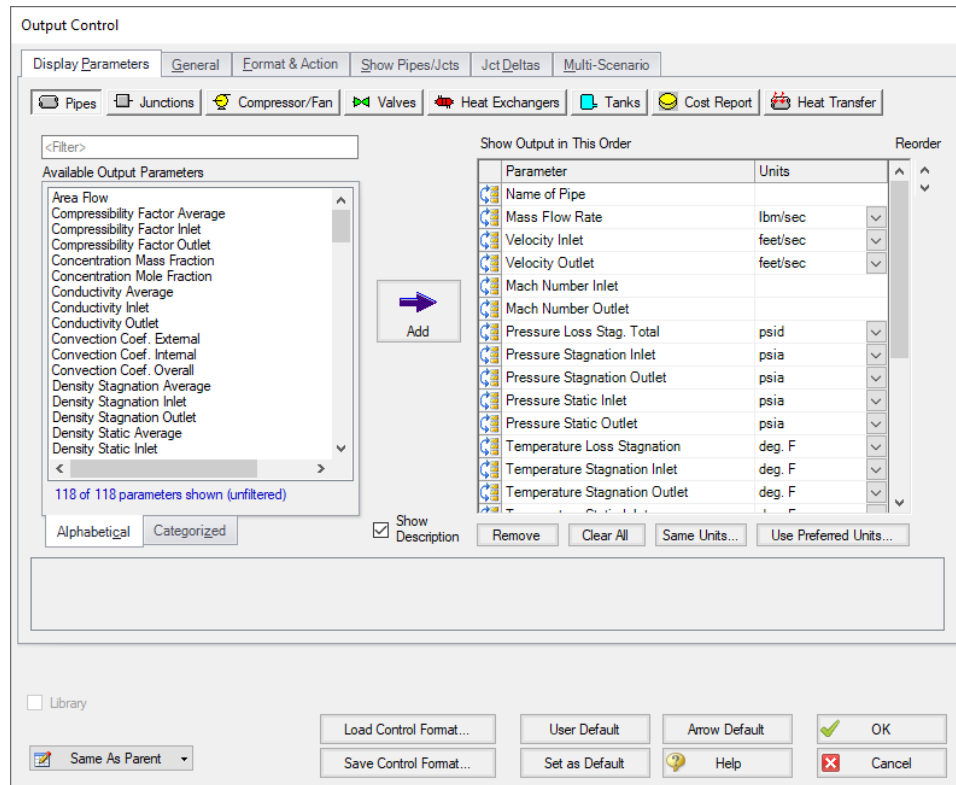 Output Control
Display Parameters General Format & Action Show Pipes/Jcts Jct Deltas Multi-Scenario
Pipes Junctions Compressor/Fan Valves Heat Exchangers Tanks Cost Report Heat Transfer
<Filter>
Available Output Parameters
Area Flow
Compressibility Factor Average
Compressibility Factor Inlet
Compressibility Factor Outlet
Concentration Mass Fraction
Concentration Mole Fraction
Conductivity Average
Conductivity Inlet
Conductivity Outlet
Convection Coef. External
Convection Coef. Internal
Convection Coef. Overall
Density Stagnation Average
Density Stagnation Inlet
Density Stagnation Outlet
Density Static Average
Density Static Inlet
118 of 118 parameters shown (unfiltered)
Alphabetical Categorized
Add
Show
Description
Show Output in This Order Reorder
Parameter Units
Name of Pipe
Mass Flow Rate lbm/sec
Velocity Inlet feet/sec
Velocity Outlet feet/sec
Mach Number Inlet
Mach Number Outlet
Pressure Loss Stag. Total psid
Pressure Stagnation Inlet psia
Pressure Stagnation Outlet psia
Pressure Static Inlet psia
Pressure Static Outlet psia
Temperature Loss Stagnation deg. F
Temperature Stagnation Inlet deg. F
Temperature Stagnation Outlet deg. F
Remove Clear All Same Units... Use Preferred Units...
Library
Load Control Format... User Default Arrow Default OK
Same As Parent Save Control Format... Set as Default Help Cancel